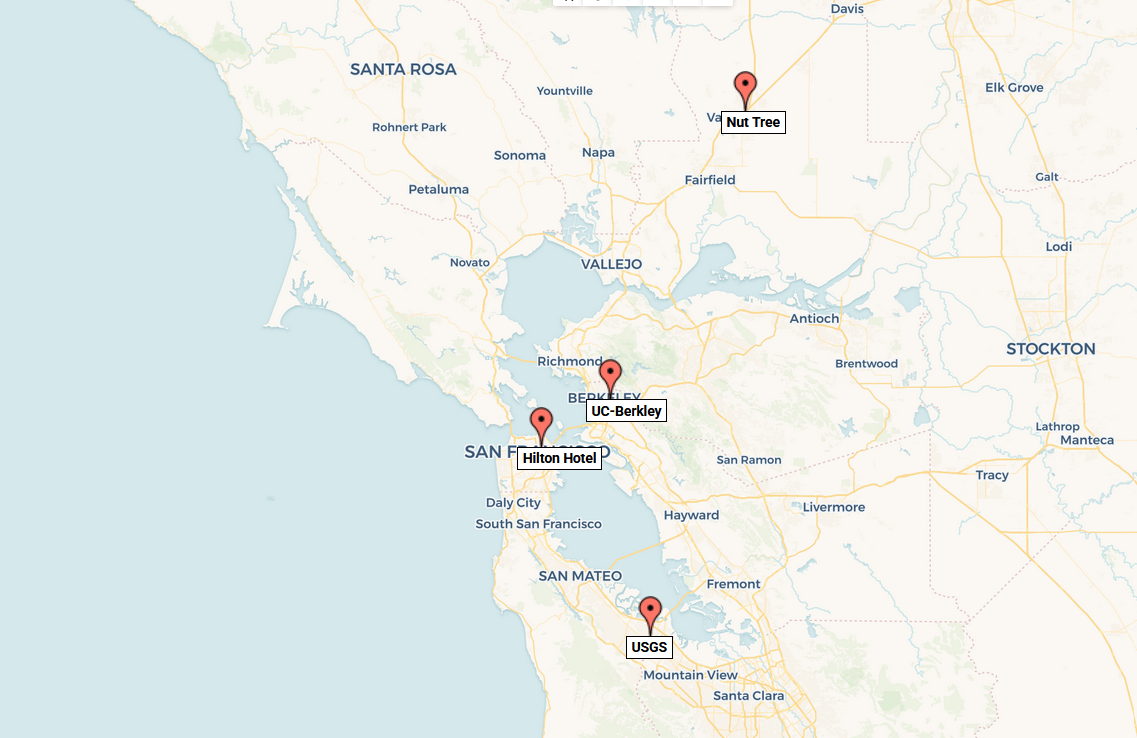 Davis
SANTA ROSA
Elk Grove
Yountville
Va
Nut Tree
Rohnert Park
Sonoma
Napa
Galt
Fairfield
Petaluma
Lodi
Novato
VALLEJO
Antioch
STOCKTON
Richmond
Brentwood
BERKELEY
UC-Berkley
Lathrop
Manteca
SAN FRANCISCO
Hilton Hotel
San Ramon
Tracy
Daly City
Livermore
Hayward
South San Francisco
SAN MATEO
Fremont
USGS
Mountain View
Santa Clara